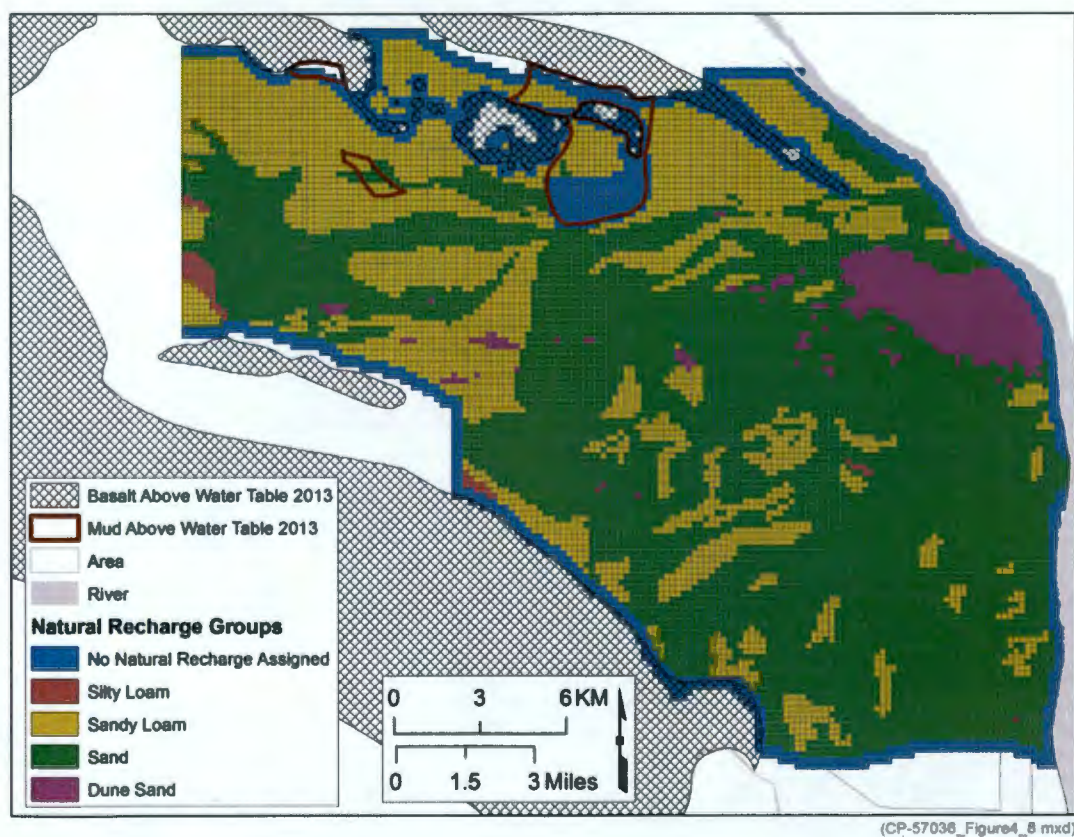 Basalt Above Water Table 2013
Mud Above Water Table 2013
Area
River
Natural Recharge Groups
No Natural Recharge Assigned
Silty Loam
Sandy Loam
Sand
Dune Sand
0 3 6 KM
0 1.5 3 Miles
(CP-57036_Figure4_8 mxd)